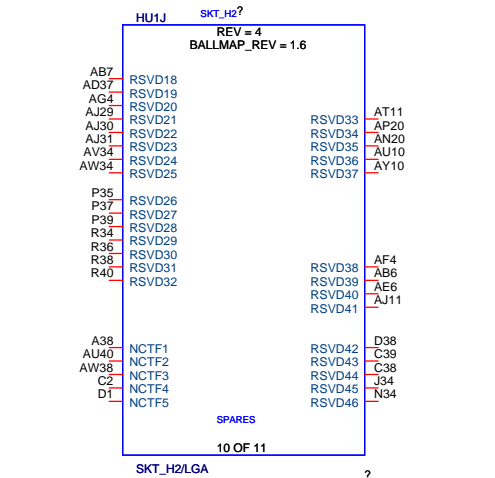 HU1J SKT_H2?
REV = 4
BALLMAP_REV = 1.6
AB7 RSVD18
AD37 RSVD19
AG4 RSVD20
AJ29 RSVD21 RSVD33 AT11
AJ30 RSVD22 RSVD34 AP20
AJ31 RSVD23 RSVD35 AN20
AV34 RSVD24 RSVD36 AU10
AW34 RSVD25 RSVD37 AY10
P35 RSVD26
P37 RSVD27
P39 RSVD28
R34 RSVD29
R36 RSVD30
R38 RSVD31 RSVD38 AF4
R40 RSVD32 RSVD39 AB6
RSVD40 AE6
RSVD41 AJ11
A38 NCTF1 RSVD42 D38
AU40 NCTF2 RSVD43 C39
AW38 NCTF3 RSVD44 C38
C2 NCTF4 RSVD45 J34
D1 NCTF5 RSVD46 N34
SPARES
10 OF 11
SKT_H2/LGA ?